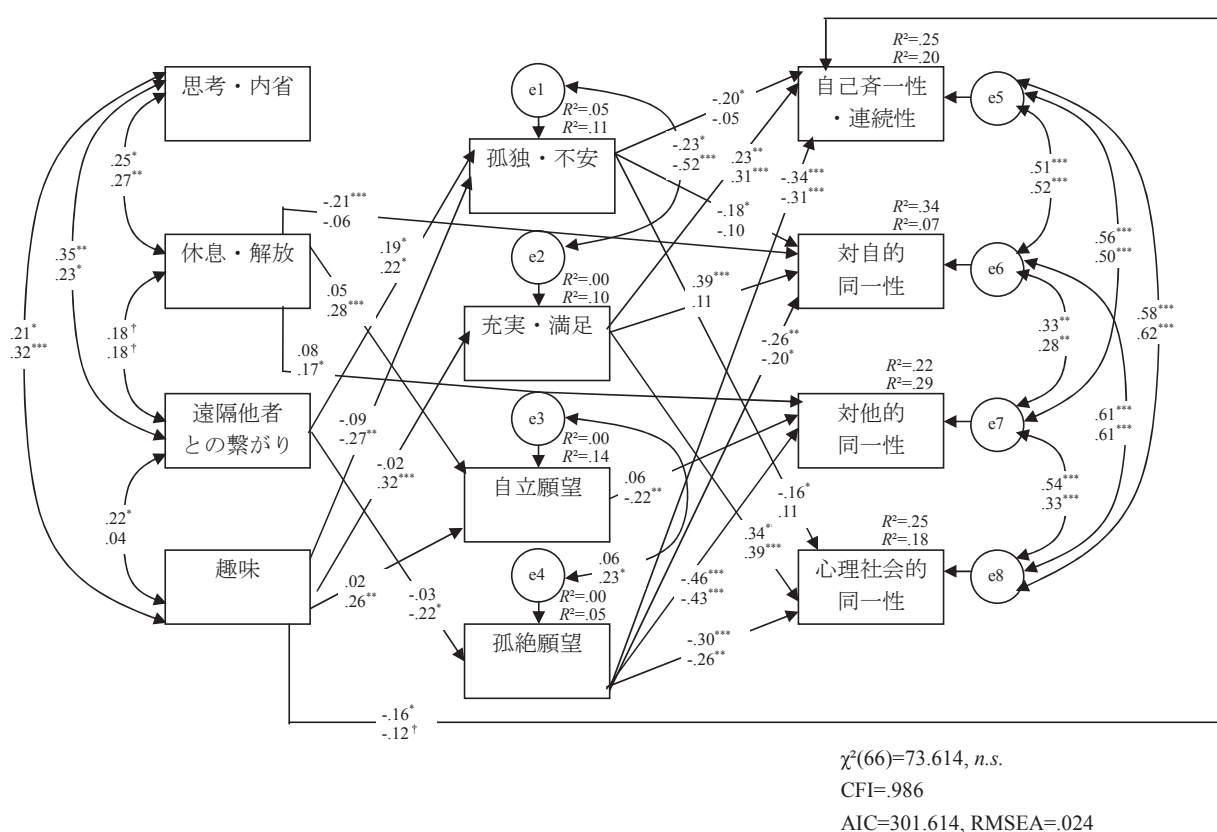 思考・内省
休息・解放
遠隔他者
との繋がり
趣味
.25*
.27**
.35**
.23*
.21*
.32***
.18†
.18†
.22*
.04
-.21***
-.06
.05
.28***
.08
.17*
.19*
.22*
-.09
-.27**
-.02
.32***
.02
.26**
-.03
-.22*
-.16*
-.12†
e1
R²=.05
R²=.11
孤独・不安
e2
R²=.00
R²=.10
充実・満足
e3
R²=.00
R²=.14
自立願望
e4
R²=.00
R²=.05
孤絶願望
-.23*
-.52***
.06
.23*
-.20*
-.05
.23**
.31***
-.34***
-.31***
-.18*
-.10
.39***
.11
-.26**
-.20*
.06
-.22**
-.16*
.11
.34*
.39***
-.46***
-.43***
-.30***
-.26**
R²=.25
R²=.20
自己斉一性
・連続性
e5
R²=.34
R²=.07
対自的
同一性
e6
R²=.22
R²=.29
対他的
同一性
e7
R²=.25
R²=.18
心理社会的
同一性
e8
.51***
.52***
.56***
.50***
.58***
.62***
.33**
.28**
.61***
.61***
.54***
.33***
χ²(66)=73.614, n.s.
CFI=.986
AIC=301.614, RMSEA=.024